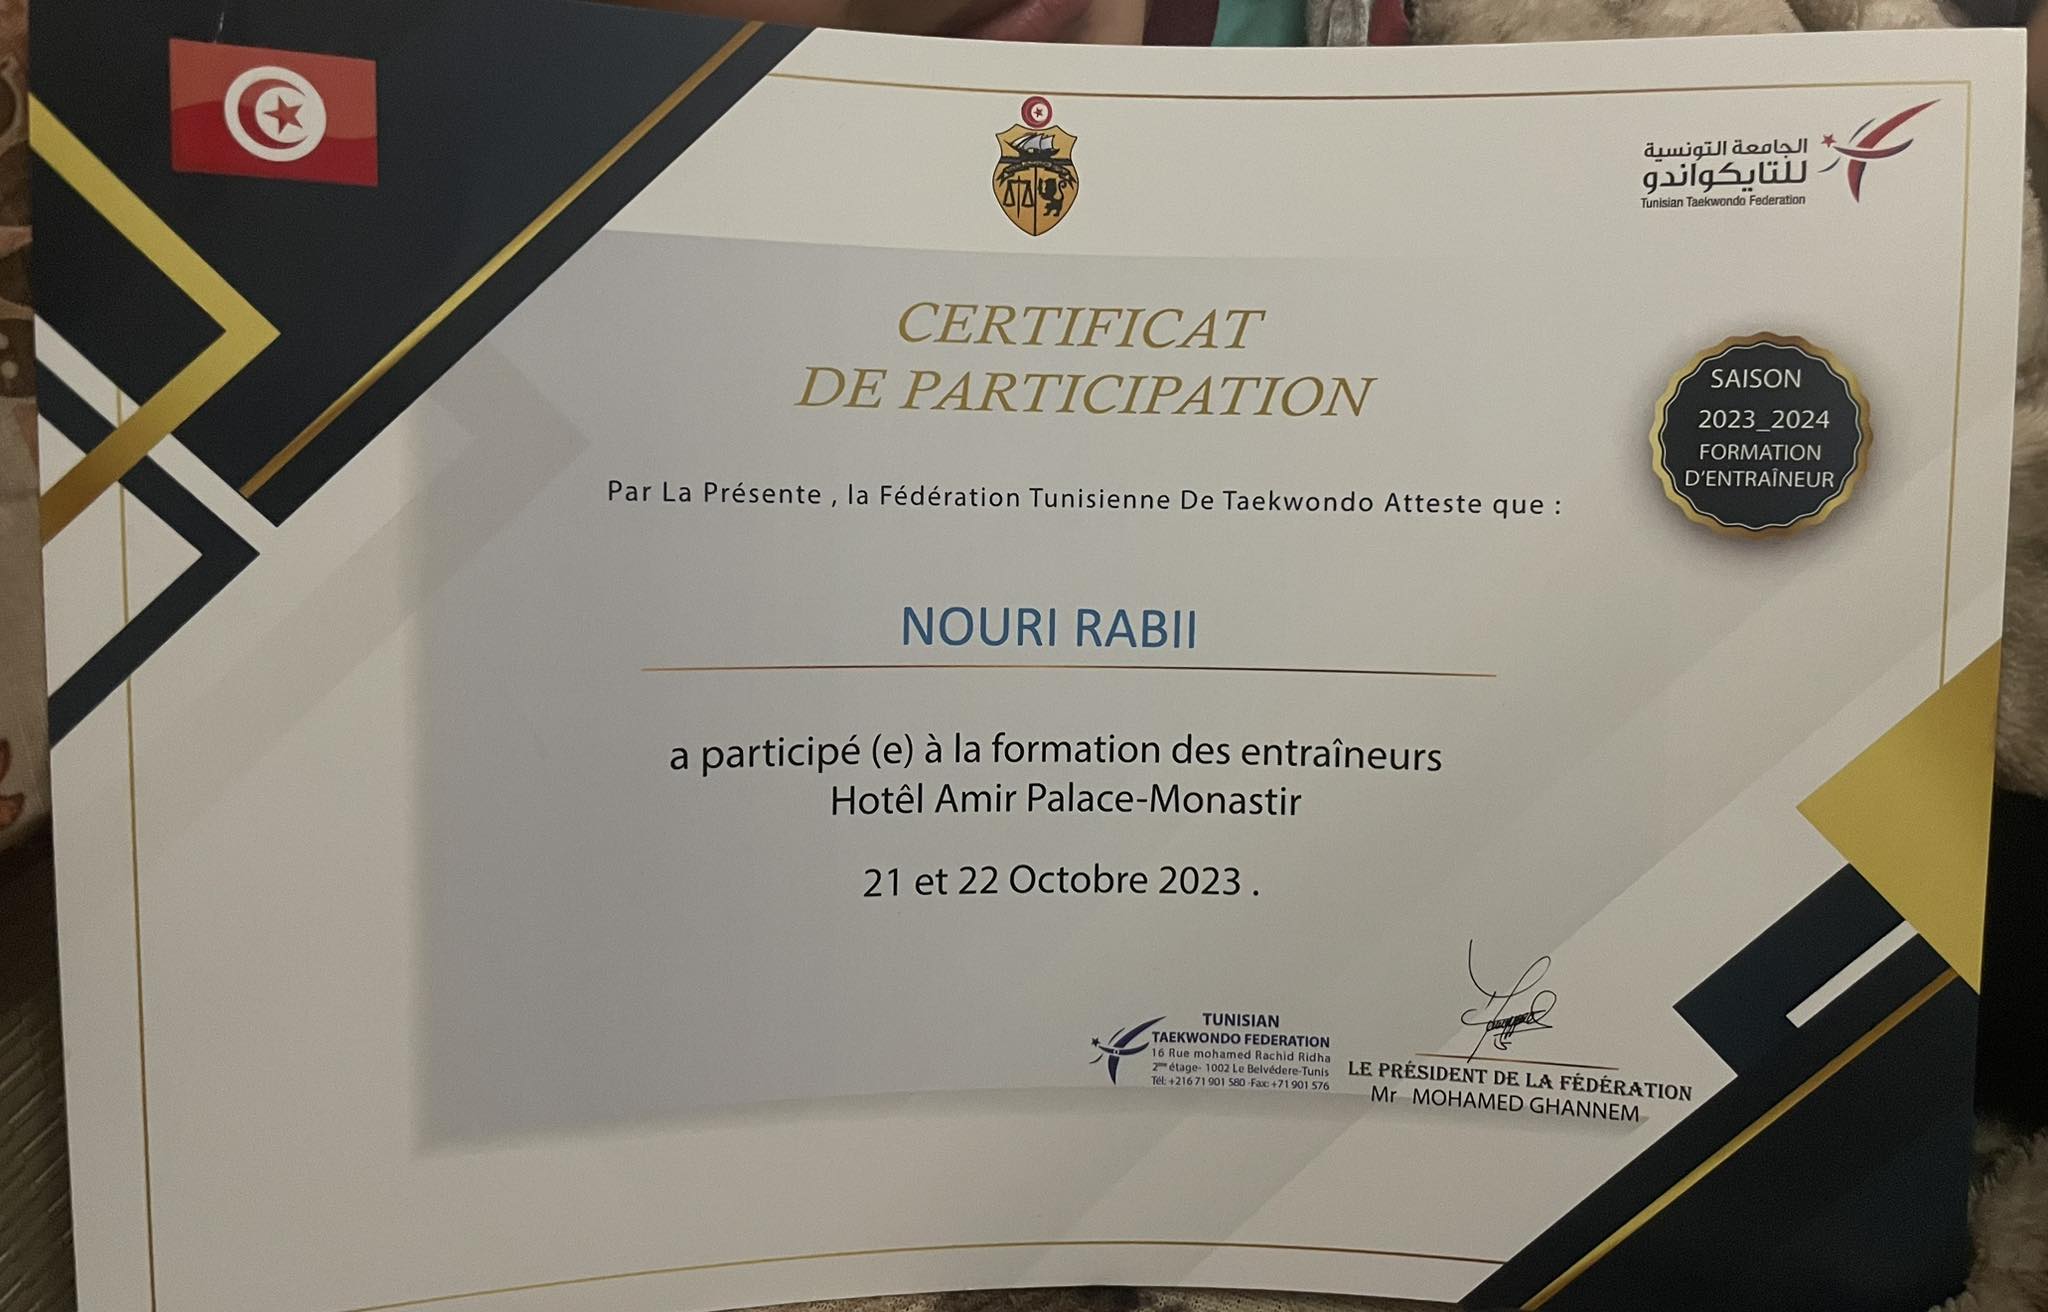 الجامعة التونسية
للتايكواندو
Tunisian Taekwondo Federation
CERTIFICAT
DE PARTICIPATION
SAISON
2023_2024
FORMATION
D'ENTRAÎNEUR
Par La Présente , la Fédération Tunisienne De Taekwondo Atteste que :
NOURI RABII
a participé (e) à la formation des entraîneurs
Hotêl Amir Palace-Monastir
21 et 22 Octobre 2023 .
TUNISIAN
TAEKWONDO FEDERATION
16 Rue mohamed Rachid Ridha
2ème étage- 1002 Le Belvédere-Tunis
Tél: +216 71 901 580 -Fax: +71 901 576
LE PRÉSIDENT DE LA FÉDÉRATION
Mr MOHAMED GHANNEM